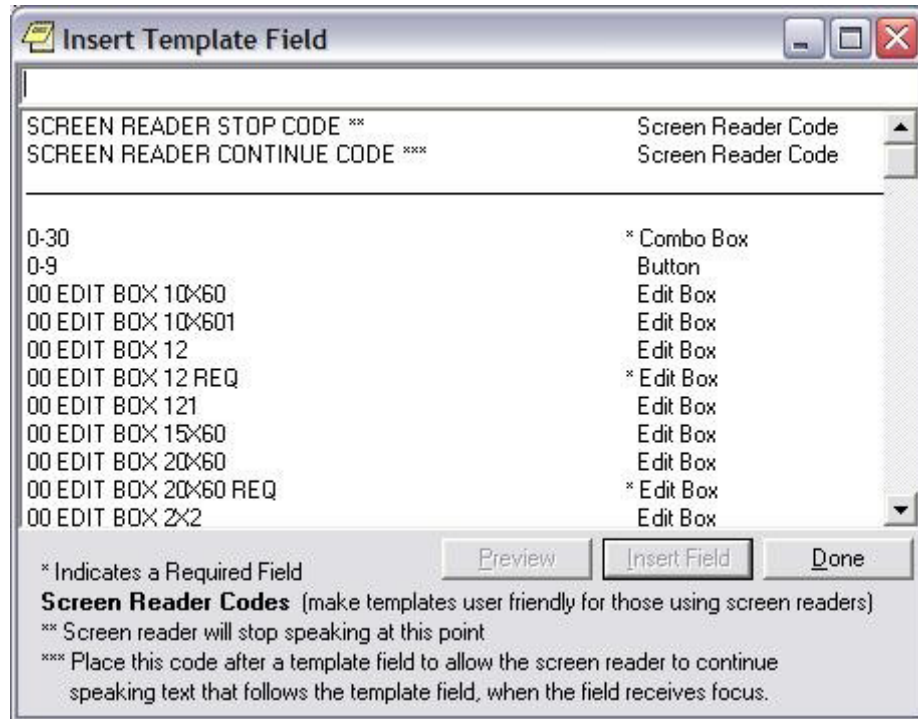 Insert Template Field
SCREEN READER STOP CODE ** Screen Reader Code
SCREEN READER CONTINUE CODE *** Screen Reader Code
0-30 * Combo Box
0-9 Button
00 EDIT BOX 10X60 Edit Box
00 EDIT BOX 10X601 Edit Box
00 EDIT BOX 12 Edit Box
00 EDIT BOX 12 REQ * Edit Box
00 EDIT BOX 121 Edit Box
00 EDIT BOX 15X60 Edit Box
00 EDIT BOX 20X60 Edit Box
00 EDIT BOX 20X60 REQ * Edit Box
00 EDIT BOX 2X2 Edit Box
Preview Insert Field Done
* Indicates a Required Field
Screen Reader Codes (make templates user friendly for those using screen readers)
** Screen reader will stop speaking at this point
*** Place this code after a template field to allow the screen reader to continue
speaking text that follows the template field, when the field receives focus.